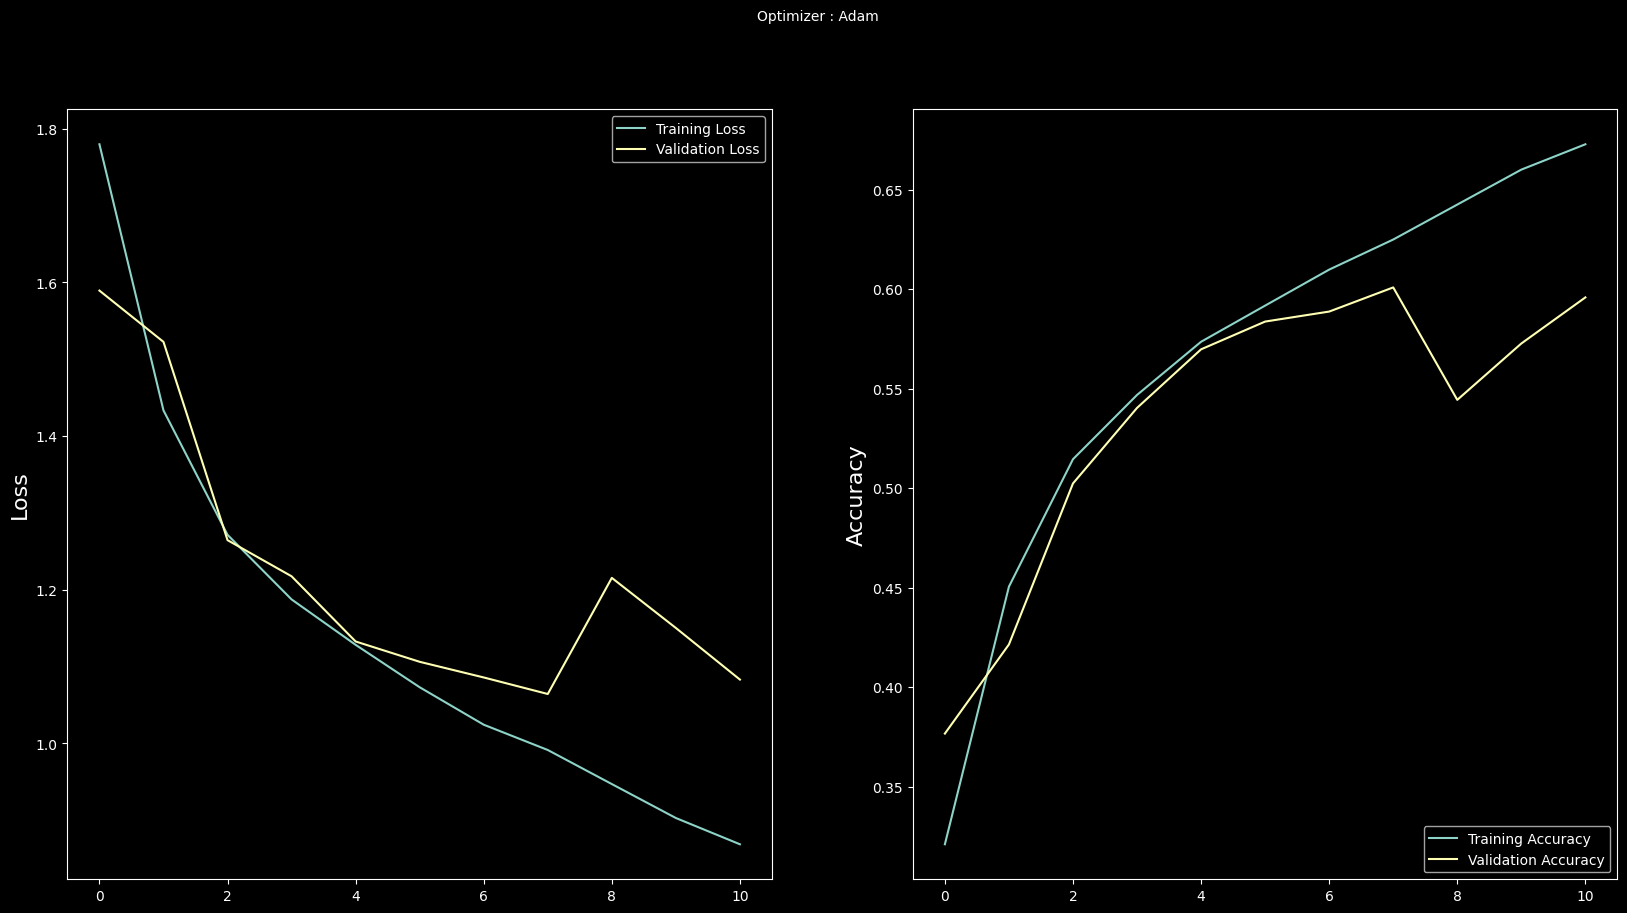 Optimizer : Adam
Loss
1.8
1.6
1.4
1.2
1.0
0 2 4 6 8 10
Training Loss
Validation Loss
Accuracy
0.65
0.60
0.55
0.50
0.45
0.40
0.35
0 2 4 6 8 10
Training Accuracy
Validation Accuracy